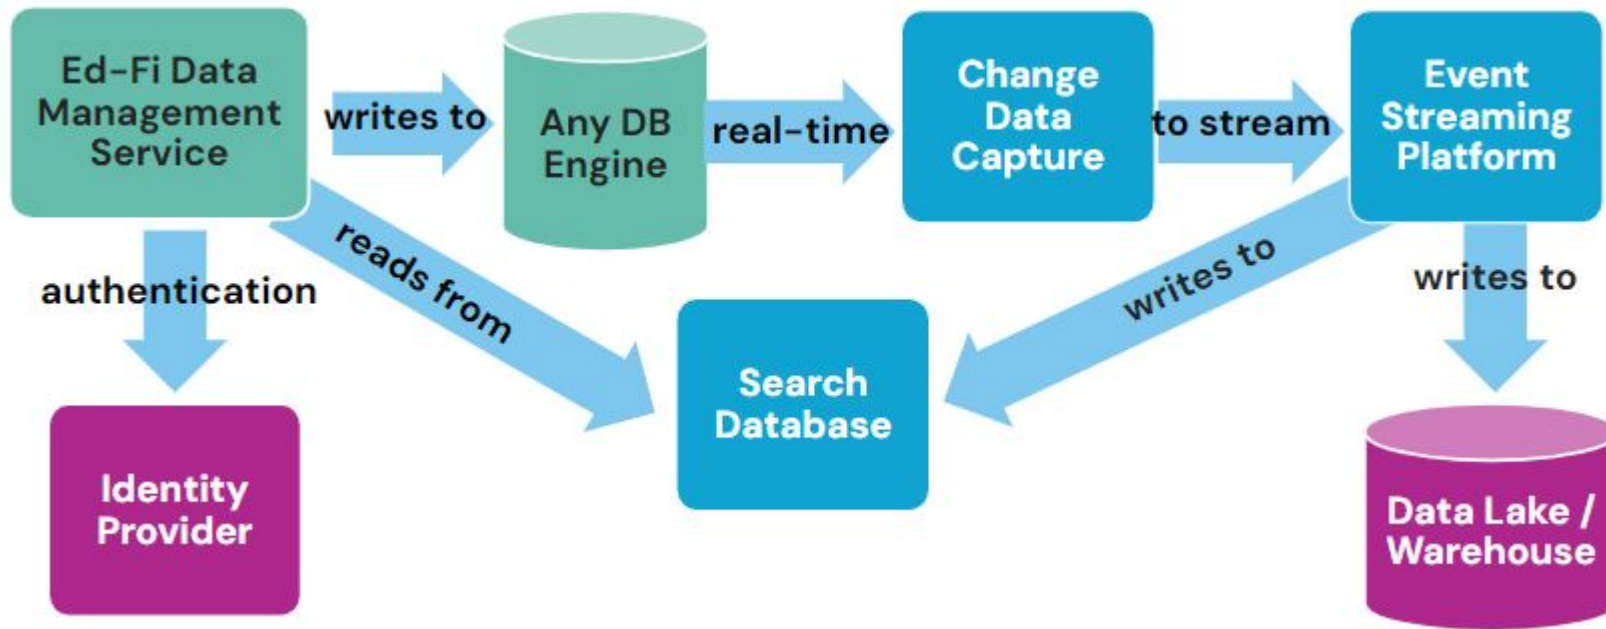 Ed-Fi Data
Management
Service
writes to
Any DB
Engine
real-time
Change
Data
Capture
to stream
Event
Streaming
Platform
authentication
reads from
writes to
writes to
Search
Database
Identity
Provider
Data Lake /
Warehouse